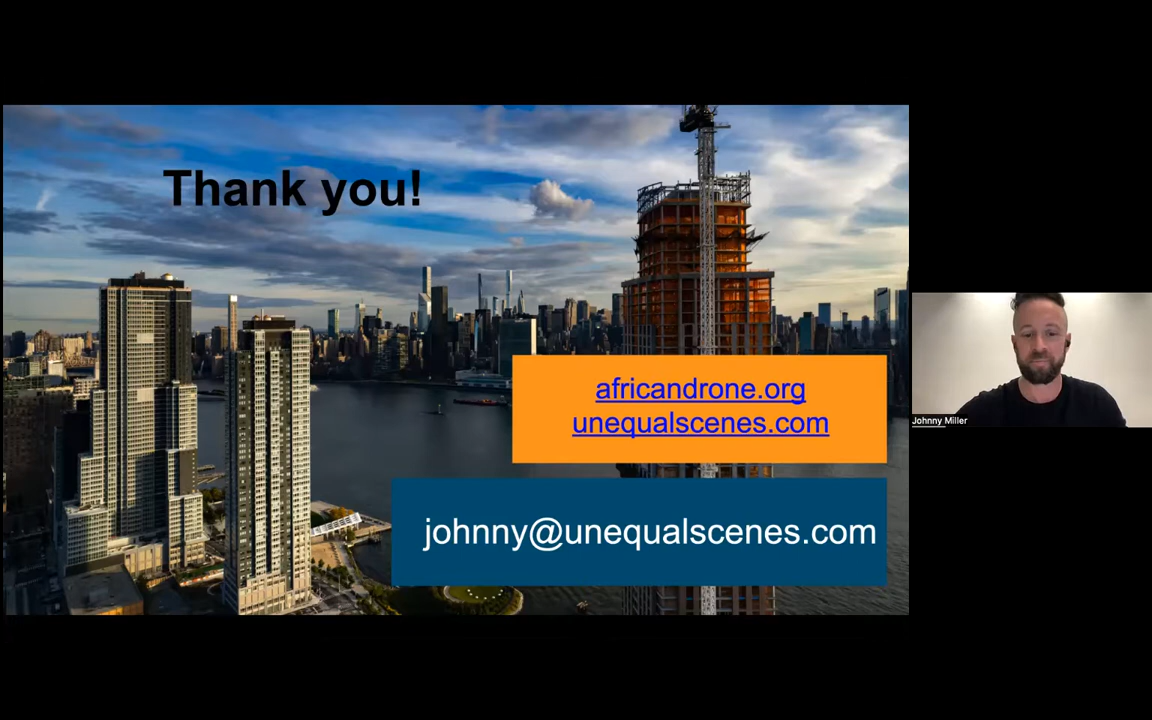 Thank you!
africandrone.org
unequalscenes.com
johnny@unequalscenes.com
Johnny Miller